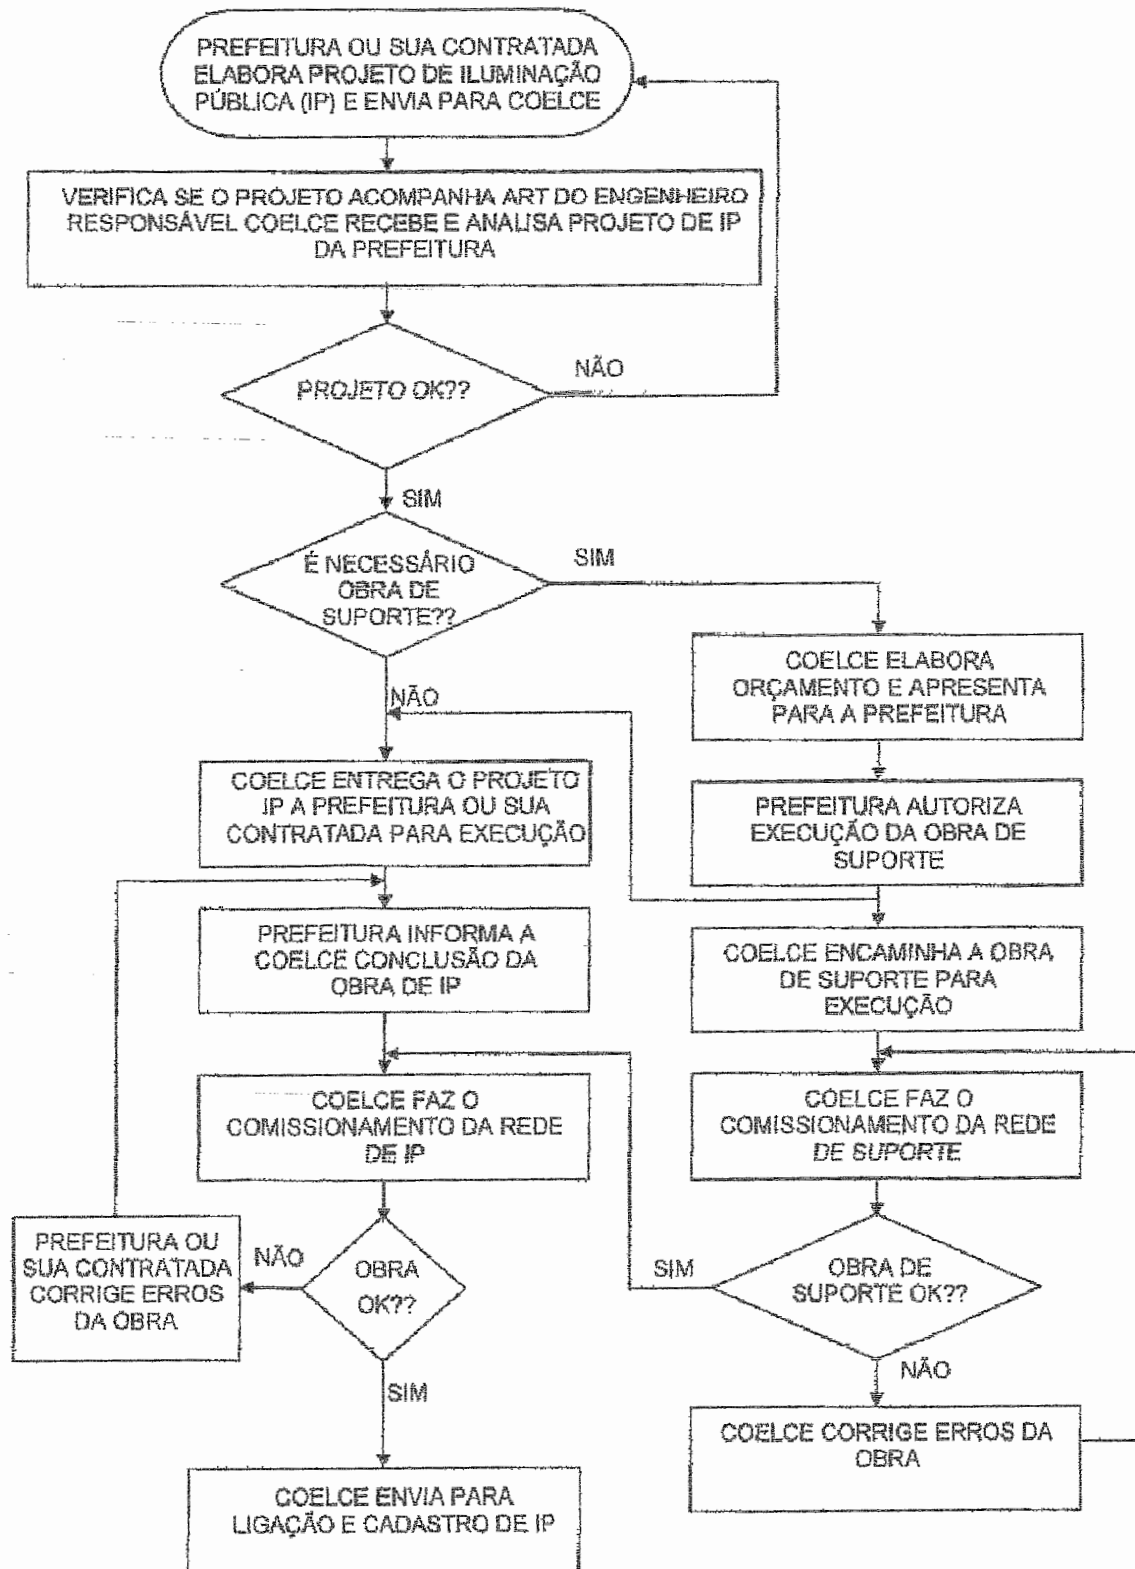 PREFEITURA OU SUA CONTRATADA
ELABORA PROJETO DE ILUMINAÇÃO
PÚBLICA (IP) E ENVIA PARA COELCE
VERIFICA SE O PROJETO ACOMPANHA ART DO ENGENHEIRO
RESPONSÁVEL COELCE RECEBE E ANALISA PROJETO DE IP
DA PREFEITURA
PROJETO OK??
NÃO
SIM
É NECESSÁRIO
OBRA DE
SUPORTE??
SIM
NÃO
COELCE ELABORA
ORÇAMENTO E APRESENTA
PARA A PREFEITURA
COELCE ENTREGA O PROJETO
IP A PREFEITURA OU SUA
CONTRATADA PARA EXECUÇÃO
PREFEITURA AUTORIZA
EXECUÇÃO DA OBRA DE
SUPORTE
PREFEITURA INFORMA A
COELCE CONCLUSÃO DA
OBRA DE IP
COELCE ENCAMINHA A OBRA
DE SUPORTE PARA
EXECUÇÃO
COELCE FAZ O
COMISSIONAMENTO DA REDE
DE IP
COELCE FAZ O
COMISSIONAMENTO DA REDE
DE SUPORTE
PREFEITURA OU
SUA CONTRATADA
CORRIGE ERROS
DA OBRA
NÃO
OBRA
OK??
SIM
OBRA DE
SUPORTE OK??
SIM
NÃO
COELCE CORRIGE ERROS DA
OBRA
COELCE ENVIA PARA
LIGAÇÃO E CADASTRO DE IP